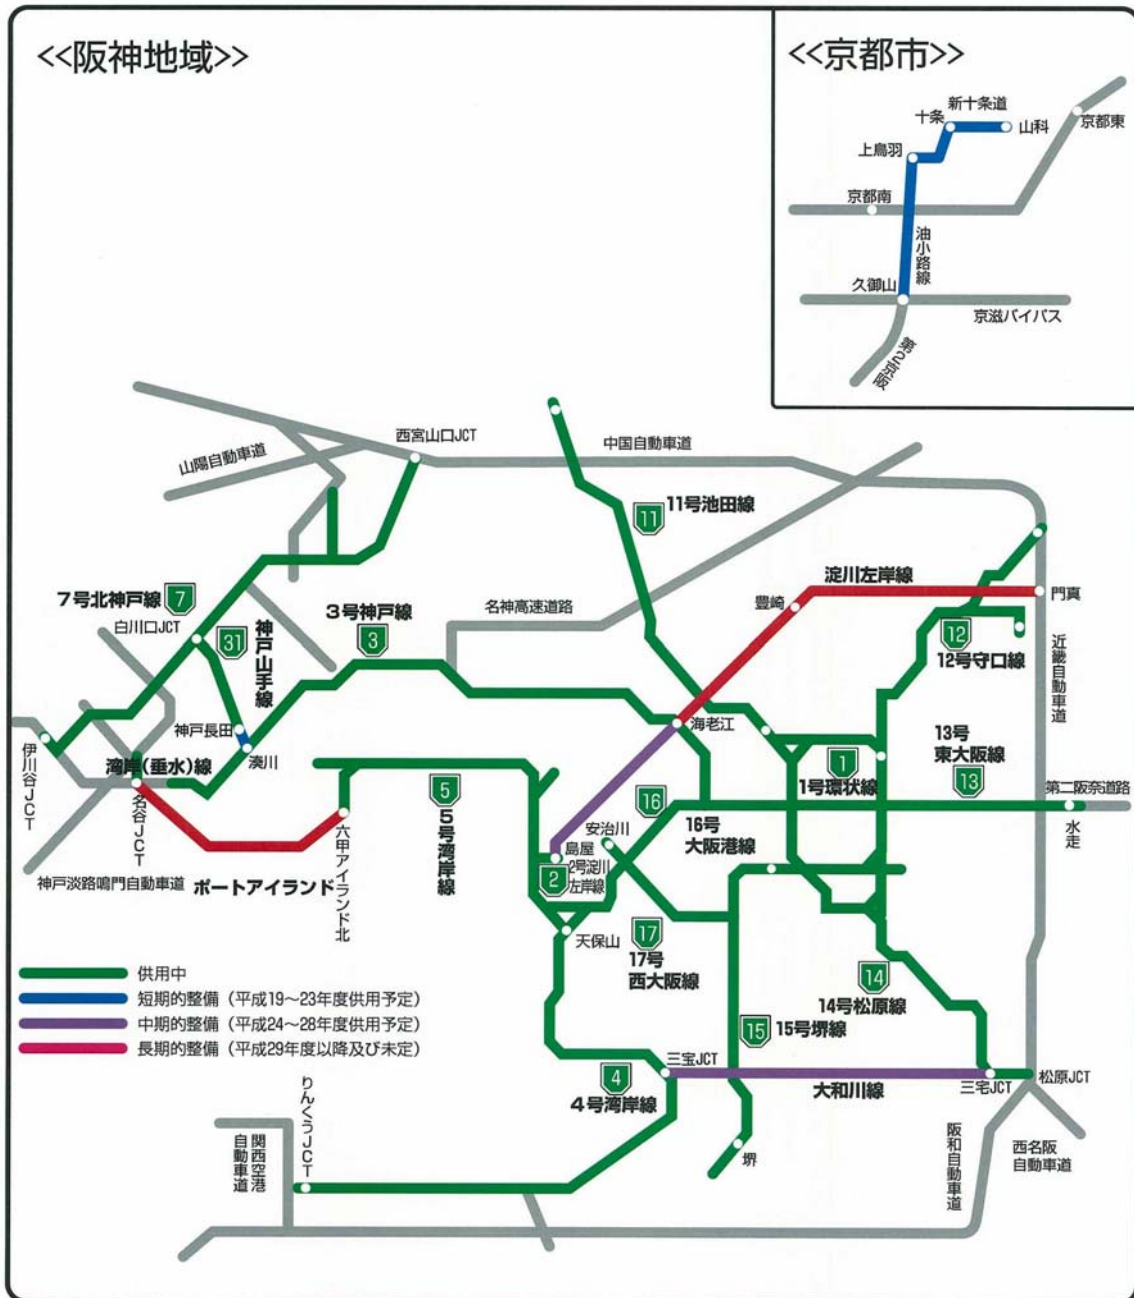 <<阪神地域>>
<<京都市>>
新十条道
十条
山科
京都東
上鳥羽
京都南
油小路線
久御山
京滋バイパス
第2京阪
西宮山口JCT
中国自動車道
山陽自動車道
11
11号池田線
7号北神戸線
7
白川口JCT
31
神戸山手線
3号神戸線
3
名神高速道路
豊崎
淀川左岸線
門真
12
12号守口線
近畿自動車道
神戸長田
湊川
海老江
伊川谷JCT
湾岸(垂水)線
名谷JCT
1
1号環状線
13号
東大阪線
13
第二阪奈道路
水走
5
5号湾岸線
16
16号
大阪港線
安治川
島屋
2
2号淀川
左岸線
六甲アイランド北
神戸淡路鳴門自動車道
ポートアイランド
天保山
17
17号
西大阪線
14
14号松原線
15
15号堺線
供用中
短期的整備(平成19~23年度供用予定)
中期的整備(平成24~28年度供用予定)
長期的整備(平成29年度以降及び未定)
三宝JCT
4
4号湾岸線
大和川線
三宅JCT
松原JCT
りんくうJCT
関西空港
自動車道
堺
阪和自動車道
西名阪
自動車道